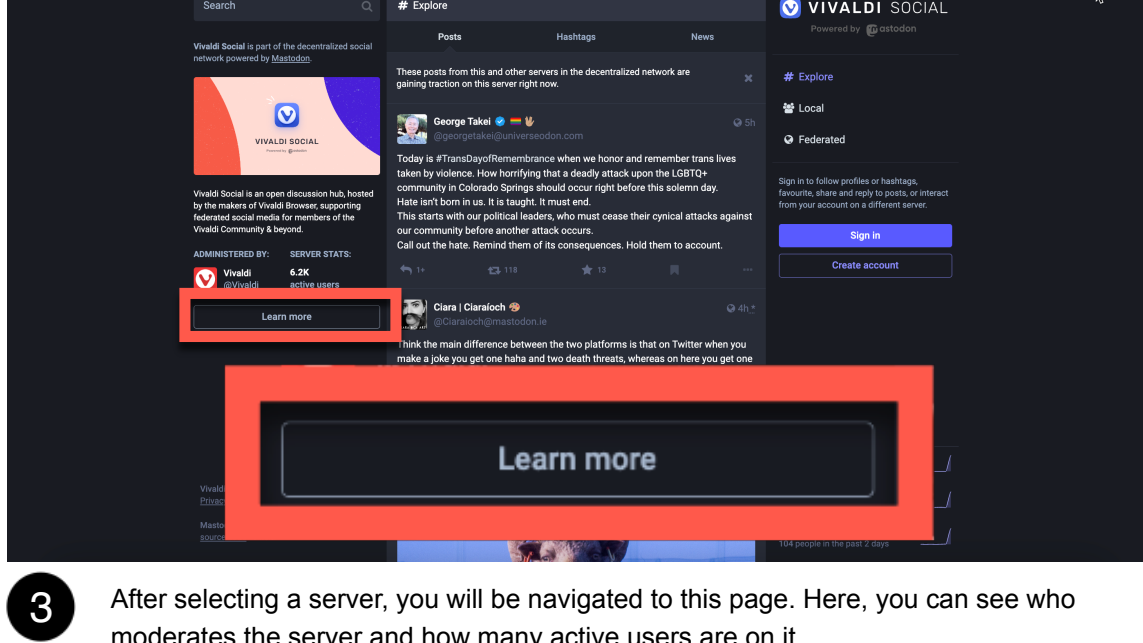 Search
Vivaldi Social is part of the decentralized social
network powered by Mastodon.
VIVALDI SOCIAL
Powered by mastodon
Vivaldi Social is an open discussion hub, hosted
by the makers of Vivaldi Browser, supporting
federated social media for members of the
Vivaldi Community & beyond.
ADMINISTERED BY:
Vivaldi
@Vivaldi
SERVER STATS:
6.2K
active users
Learn more
# Explore
Posts
Hashtags
News
These posts from this and other servers in the decentralized network are
gaining traction on this server right now.
George Takei
@georgetakei@universeodon.com
5h
Today is #TransDayofRemembrance when we honor and remember trans lives
taken by violence. How horrifying that a deadly attack upon the LGBTQ+
community in Colorado Springs should occur right before this solemn day.
Hate isn't born in us. It is taught. It must end.
This starts with our political leaders, who must cease their cynical attacks against
our community before another attack occurs.
Call out the hate. Remind them of its consequences. Hold them to account.
1+
118
13
Ciara | Ciaraíoch
@Ciaraioch@mastodon.ie
4h *
Think the main difference between the two platforms is that on Twitter when you
make a joke you get one haha and two death threats, whereas on here you get one
VIVALDI SOCIAL
Powered by mastodon
# Explore
Local
Federated
Sign in to follow profiles or hashtags,
favourite, share and reply to posts, or interact
from your account on a different server.
Sign in
Create account
Learn more
104 people in the past 2 days
3
After selecting a server, you will be navigated to this page. Here, you can see who
moderates the server and how many active users are on it